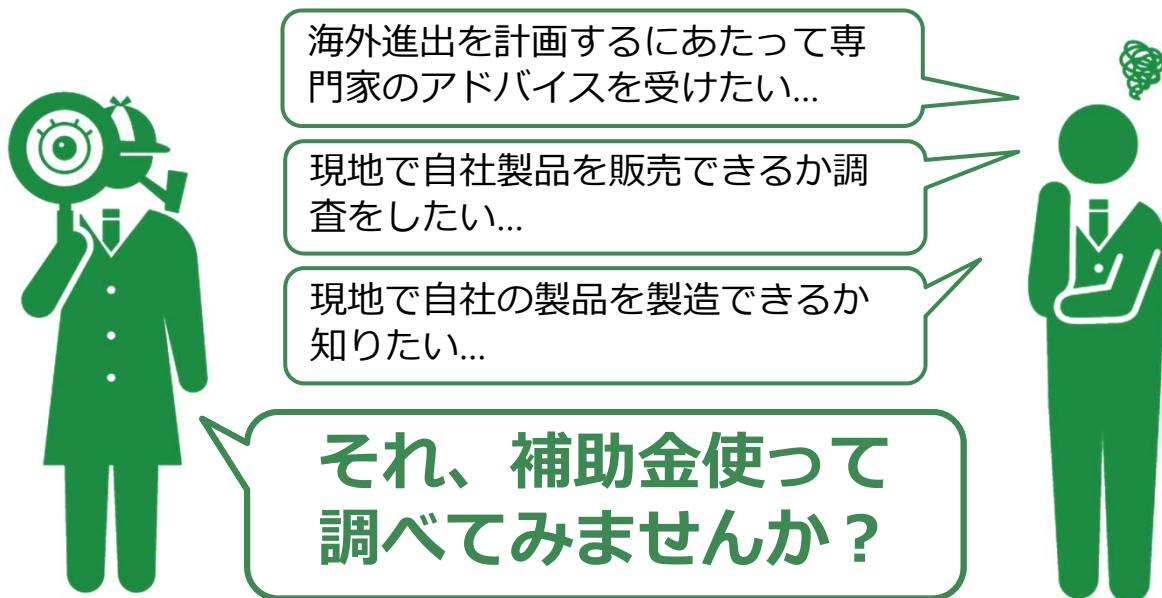 海外進出を計画するにあたって専
門家のアドバイスを受けたい...
現地で自社製品を販売できるか調
査をしたい...
現地で自社の製品を製造できるか
知りたい...
それ、補助金使って
調べてみませんか？